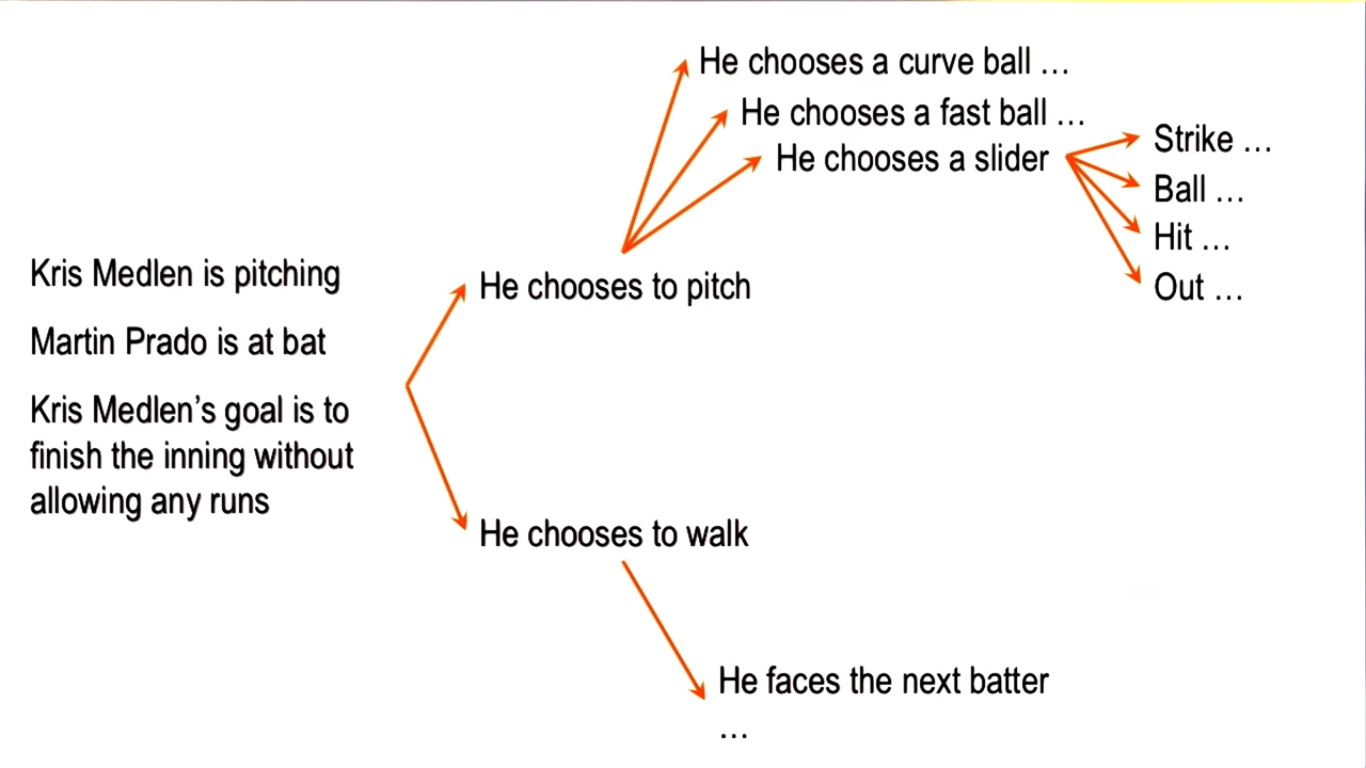 Kris Medlen is pitching
Martin Prado is at bat
Kris Medlen’s goal is to
finish the inning without
allowing any runs
He chooses to pitch
He chooses a curve ball …
He chooses a fast ball …
He chooses a slider
Strike …
Ball …
Hit …
Out …
He chooses to walk
He faces the next batter
…